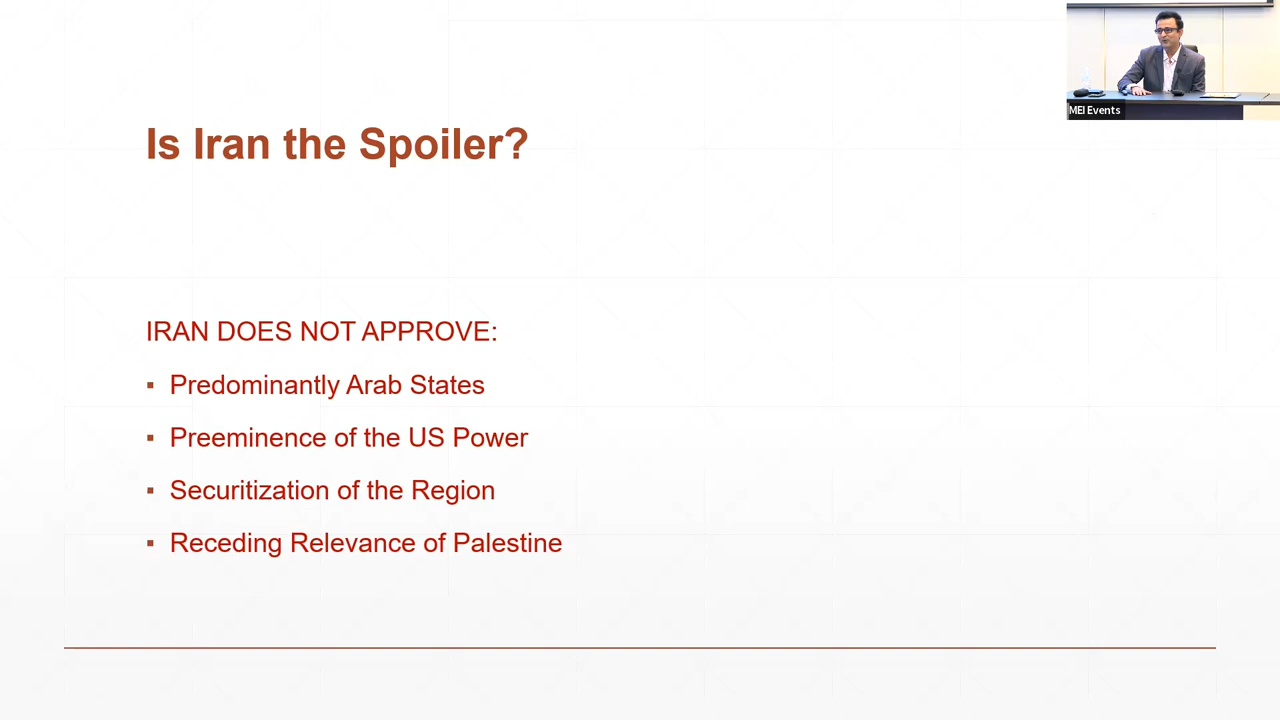 MEI Events
Is Iran the Spoiler?
IRAN DOES NOT APPROVE:
▪ Predominantly Arab States
▪ Preeminence of the US Power
▪ Securitization of the Region
▪ Receding Relevance of Palestine